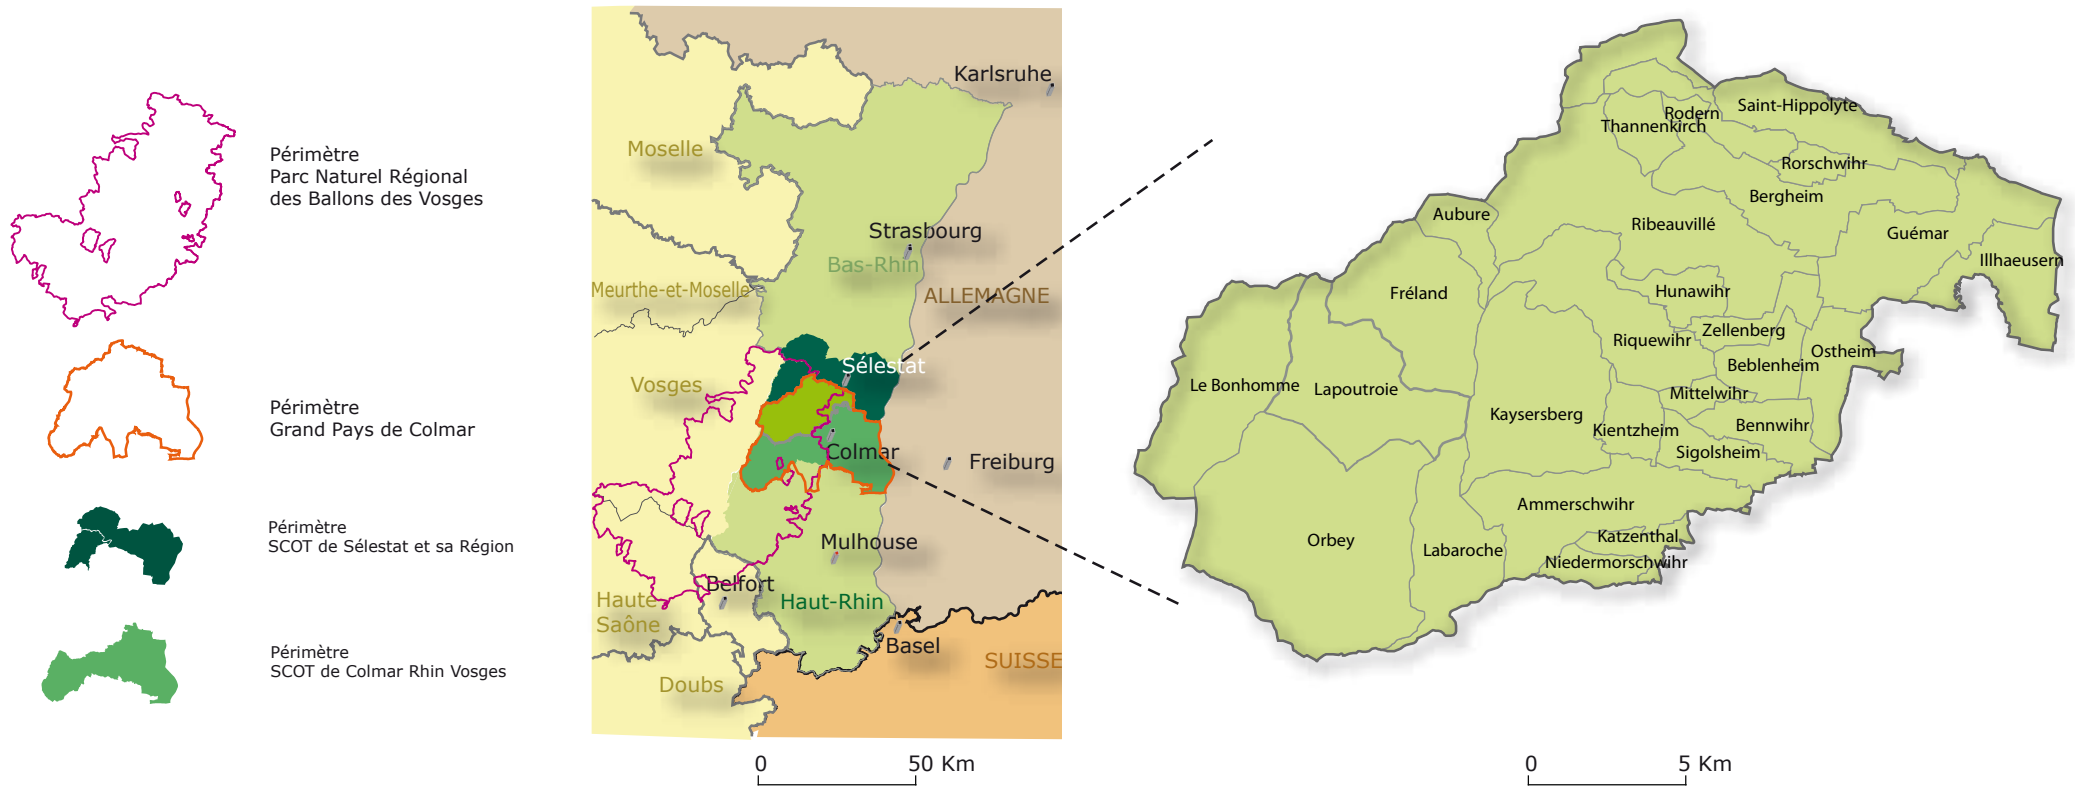 Périmètre
Parc Naturel Régional
des Ballons des Vosges
Périmètre
Grand Pays de Colmar
Périmètre
SCOT de Sélestat et sa Région
Périmètre
SCOT de Colmar Rhin Vosges
Karlsruhe
Moselle
Strasbourg
Bas-Rhin
Meurthe-et-Moselle
ALLEMAGNE
Sélestat
Vosges
Colmar
Freiburg
Mulhouse
Belfort
Haute
Saône
Haut-Rhin
Basel
SUISSE
Doubs
0 50 Km
Saint-Hippolyte
Rodern
Thannenkirch
Rorschwihr
Bergheim
Aubure
Ribeauvillé
Guémar
Illhaeusern
Fréland
Hunawihr
Zellenberg
Riquewihr
Ostheim
Beblenheim
Le Bonhomme
Lapoutroie
Mittelwihr
Kaysersberg
Bennwihr
Kientzheim
Sigolsheim
Ammerschwihr
Katzenthal
Orbey
Labaroche
Niedermorschwihr
0 5 Km